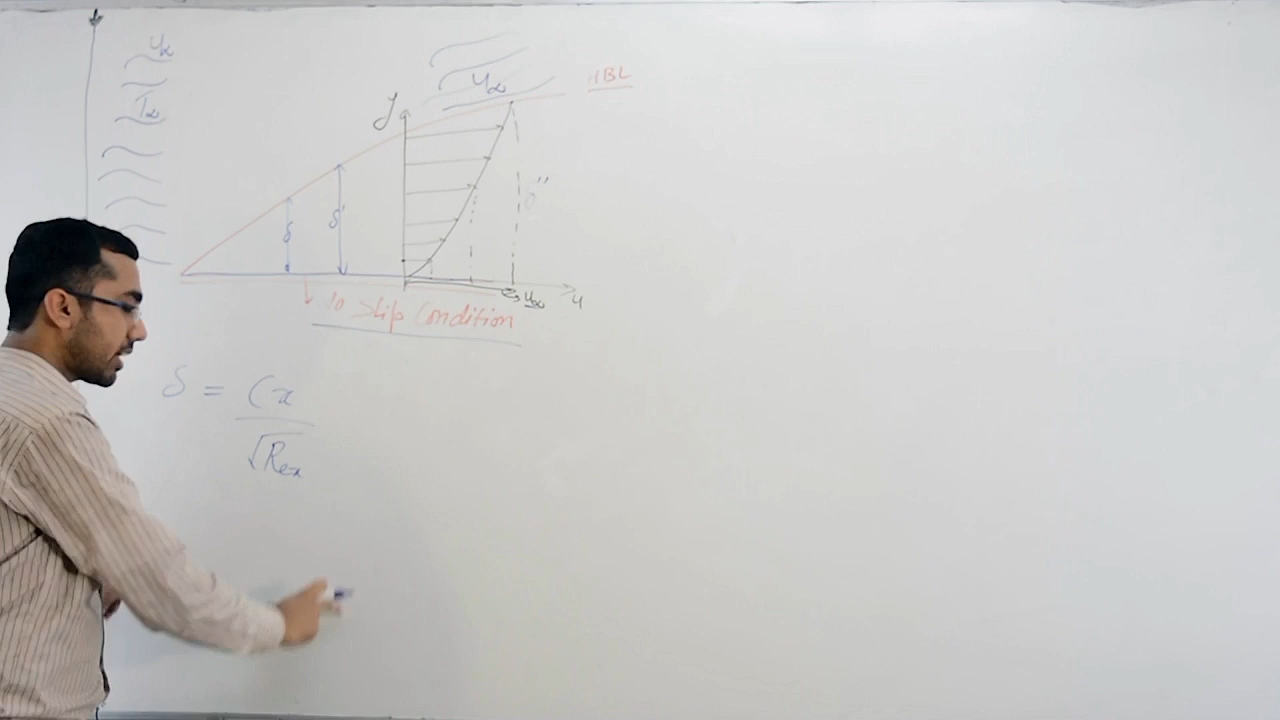 u∞
T∞
u∞
HBL
y
δ
δ'
δ''
u∞
u
No Slip Condition
δ = Cx
√Rex